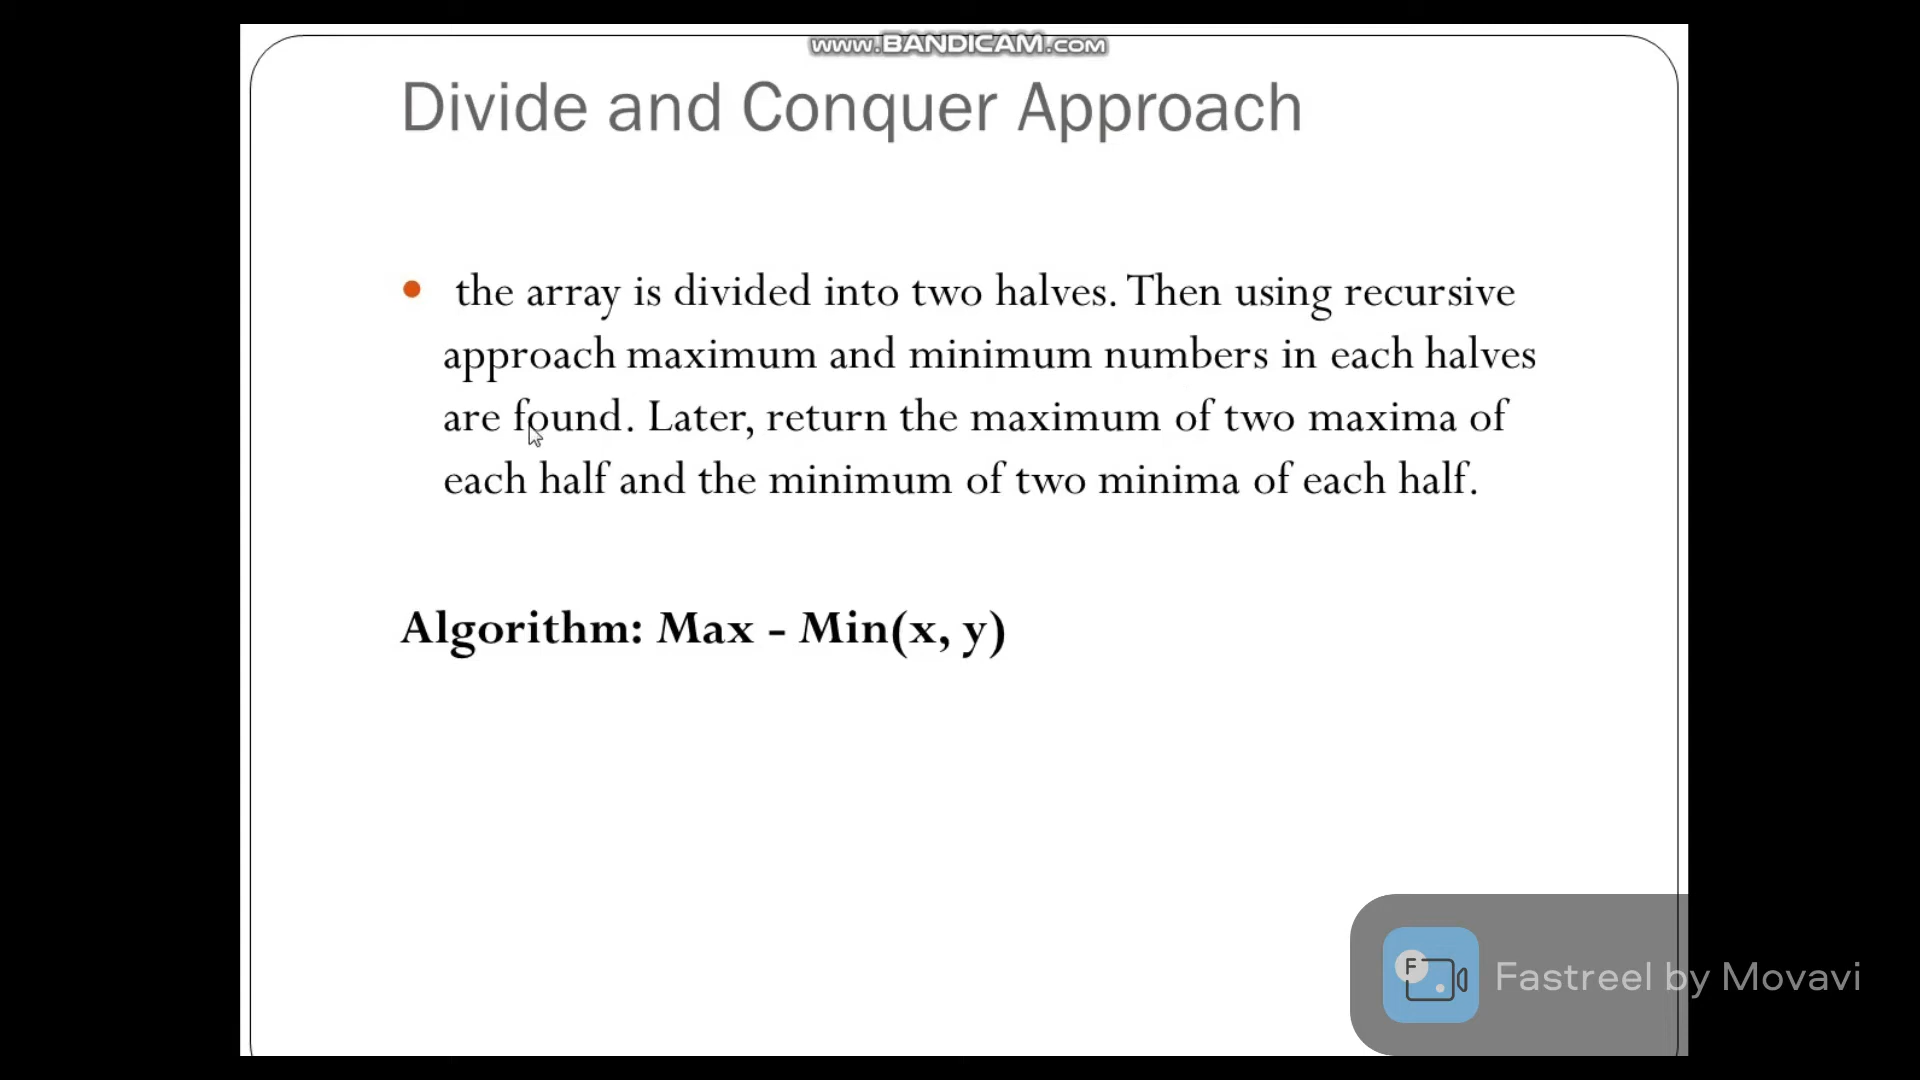 www.BANDICAM.com
Divide and Conquer Approach
the array is divided into two halves. Then using recursive
approach maximum and minimum numbers in each halves
are found. Later, return the maximum of two maxima of
each half and the minimum of two minima of each half.
Algorithm: Max - Min(x, y)
F
Fastreel by Movavi